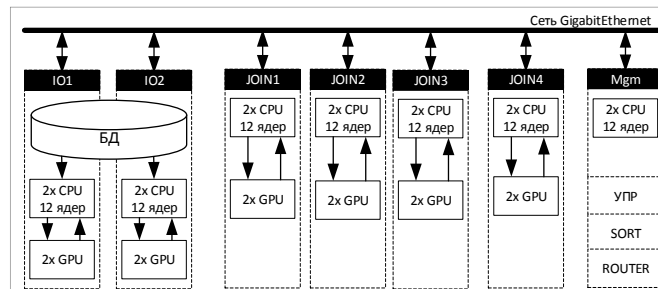 Сеть GigabitEthernet
IO1
IO2
JOIN1
JOIN2
JOIN3
JOIN4
Mgm
БД
2x CPU
12 ядер
2x GPU
2x CPU
12 ядер
2x GPU
2x CPU
12 ядер
2x GPU
2x CPU
12 ядер
2x GPU
2x CPU
12 ядер
2x GPU
2x CPU
12 ядер
2x GPU
2x CPU
12 ядер
УПР
SORT
ROUTER